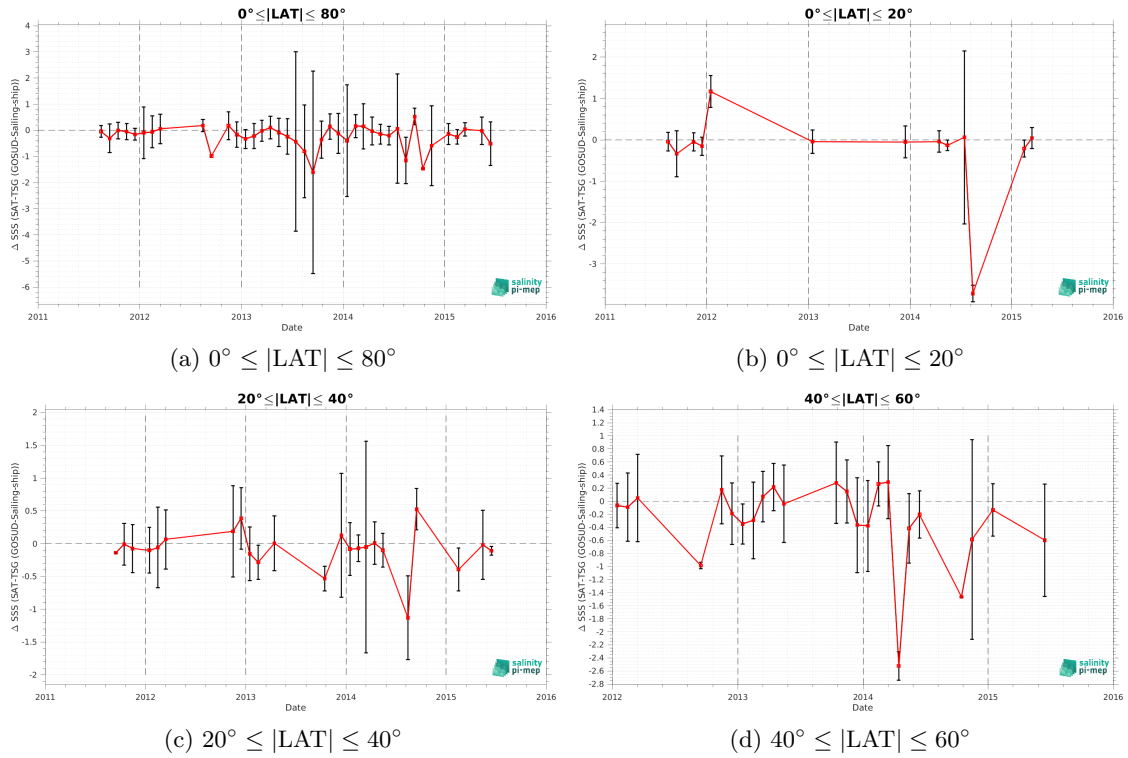 0°≤|LAT|≤ 80°
Δ SSS (SAT-TSG (GOSUD-Sailing-ship))
4
3
2
1
0
-1
-2
-3
-4
-5
-6
2011 2012 2013 2014 2015 2016
Date
salinity
pi-mep
(a) 0° ≤ |LAT| ≤ 80°
0°≤|LAT|≤ 20°
Δ SSS (SAT-TSG (GOSUD-Sailing-ship))
2
1
0
-1
-2
-3
2011 2012 2013 2014 2015 2016
Date
salinity
pi-mep
(b) 0° ≤ |LAT| ≤ 20°
20°≤|LAT|≤ 40°
Δ SSS (SAT-TSG (GOSUD-Sailing-ship))
2
1.5
1
0.5
0
-0.5
-1
-1.5
-2
2011 2012 2013 2014 2015 2016
Date
salinity
pi-mep
(c) 20° ≤ |LAT| ≤ 40°
40°≤|LAT|≤ 60°
Δ SSS (SAT-TSG (GOSUD-Sailing-ship))
1.4
1.2
1
0.8
0.6
0.4
0.2
0
-0.2
-0.4
-0.6
-0.8
-1
-1.2
-1.4
-1.6
-1.8
-2
-2.2
-2.4
-2.6
-2.8
2012 2013 2014 2015 2016
Date
salinity
pi-mep
(d) 40° ≤ |LAT| ≤ 60°